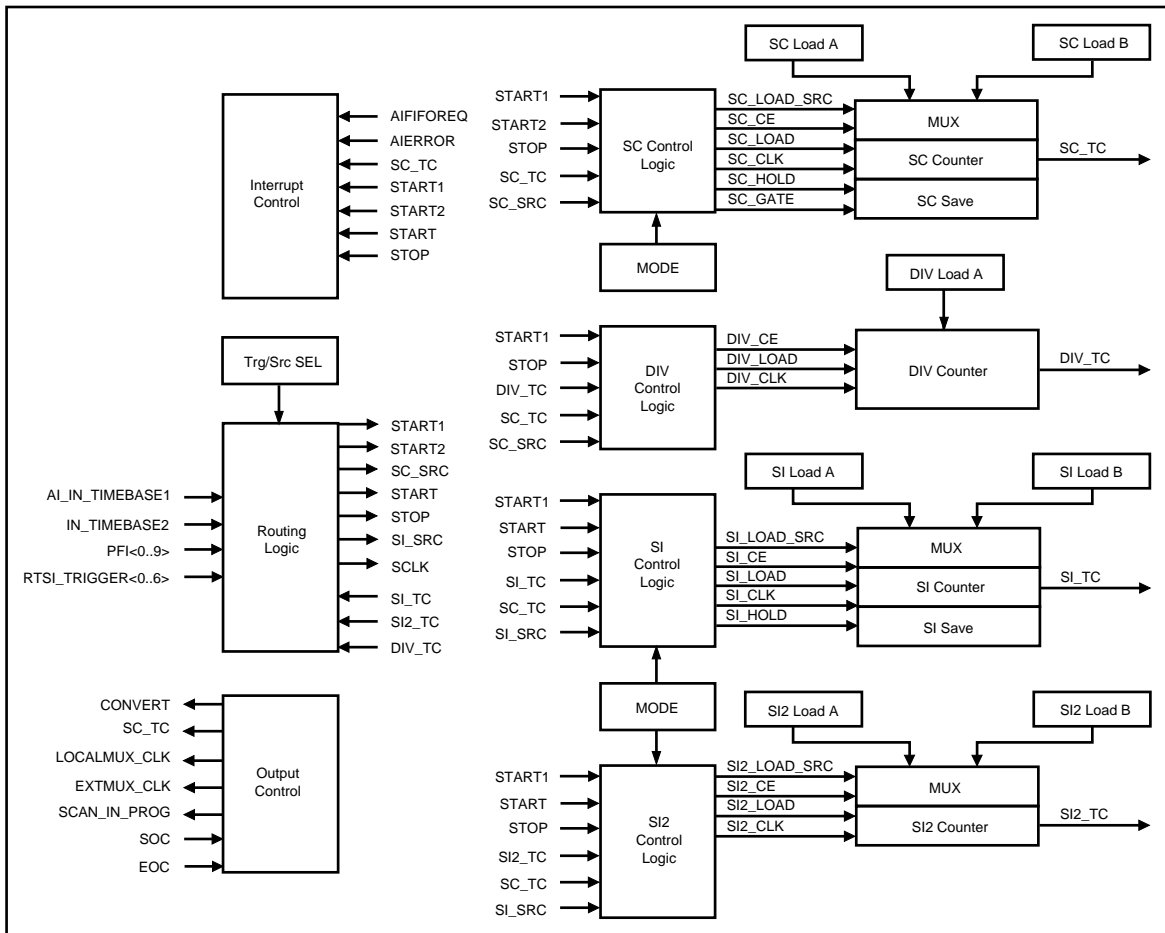 SC Load A
SC Load B
AIFIFOREQ
AIERROR
SC_TC
START1
START2
START
STOP
Interrupt
Control
START1
START2
STOP
SC_TC
SC_SRC
SC Control
Logic
SC_LOAD_SRC
SC_CE
SC_LOAD
SC_CLK
SC_HOLD
SC_GATE
MUX
SC Counter
SC Save
SC_TC
MODE
DIV Load A
Trg/Src SEL
START1
STOP
DIV_TC
SC_TC
SC_SRC
DIV
Control
Logic
DIV_CE
DIV_LOAD
DIV_CLK
DIV Counter
DIV_TC
AI_IN_TIMEBASE1
IN_TIMEBASE2
PFI<0..9>
RTSI_TRIGGER<0..6>
Routing
Logic
START1
START2
SC_SRC
START
STOP
SI_SRC
SCLK
SI_TC
SI2_TC
DIV_TC
SI Load A
SI Load B
START1
START
STOP
SI_TC
SC_TC
SI_SRC
SI
Control
Logic
SI_LOAD_SRC
SI_CE
SI_LOAD
SI_CLK
SI_HOLD
MUX
SI Counter
SI Save
SI_TC
MODE
CONVERT
SC_TC
LOCALMUX_CLK
EXTMUX_CLK
SCAN_IN_PROG
SOC
EOC
Output
Control
SI2 Load A
SI2 Load B
START1
START
STOP
SI2_TC
SC_TC
SI_SRC
SI2
Control
Logic
SI2_LOAD_SRC
SI2_CE
SI2_LOAD
SI2_CLK
MUX
SI2 Counter
SI2_TC